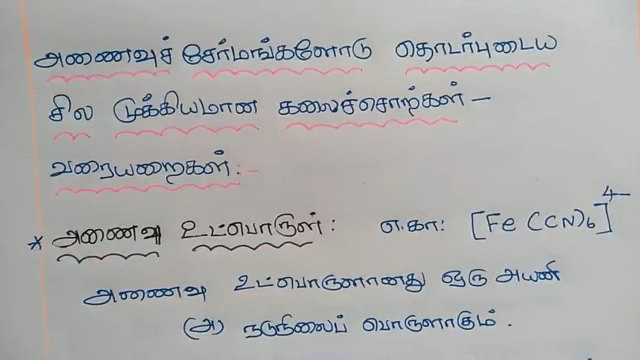 அணைவுச் சேர்மங்களோடு தொடர்புடைய
சில முக்கியமான கலைச்சொற்கள் –
வரையறைகள்:-
* அணைவு உட்பொருள்: எ.கா: [Fe(CN)6]4-
அணைவு உட்பொருளானது ஒரு அயனி
(அ) நடுநிலைப் பொருளாகும்.